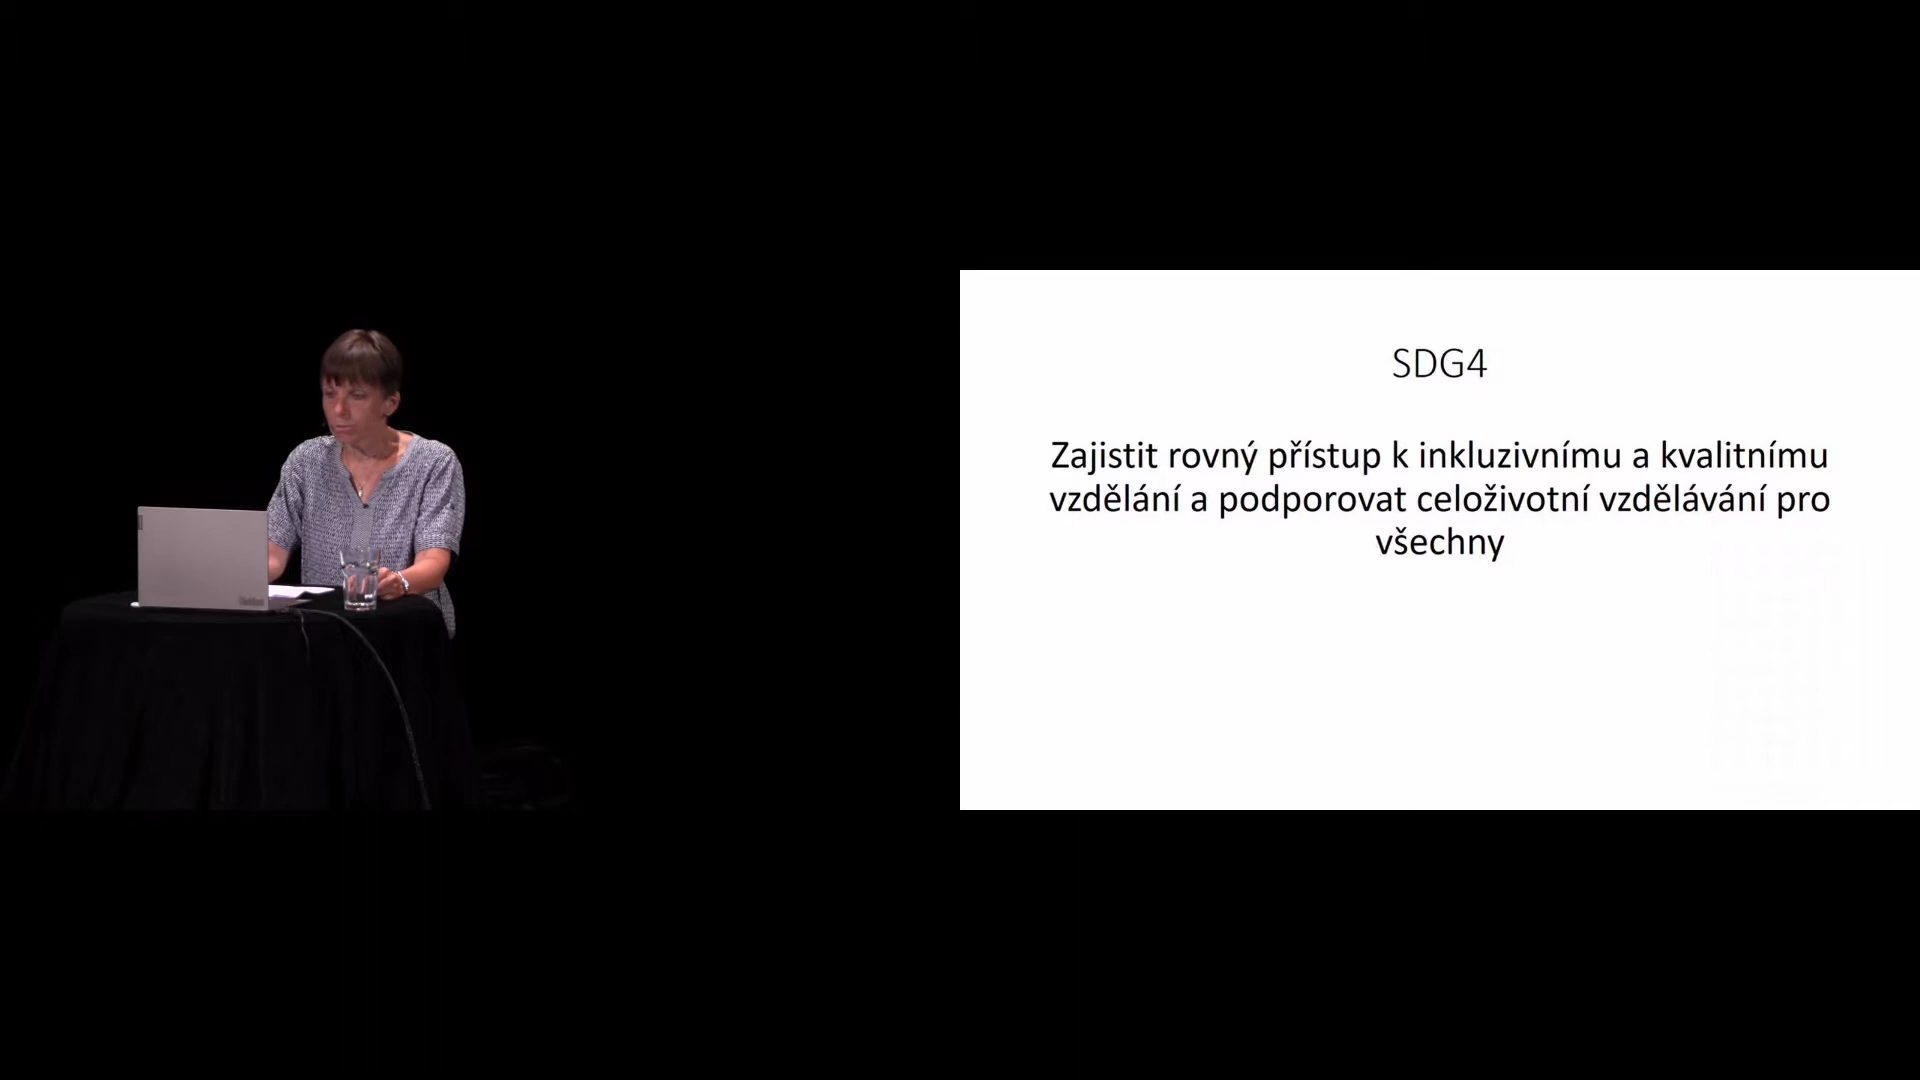 SDG4
Zajistit rovný přístup k inkluzivnímu a kvalitnímu
vzdělání a podporovat celoživotní vzdělávání pro
všechny